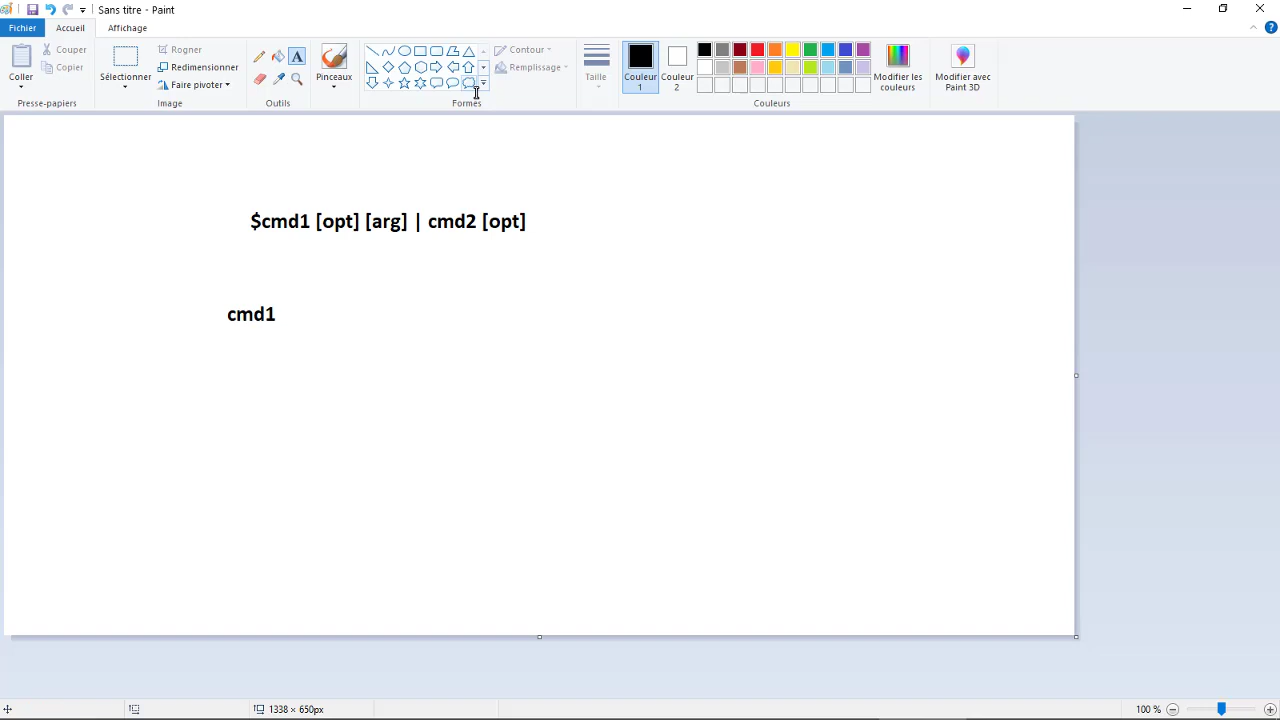 Sans titre - Paint
Fichier
Accueil
Affichage
Coller
Couper
Copier
Presse-papiers
Sélectionner
Rogner
Redimensionner
Faire pivoter
Image
A
Outils
Pinceaux
Contour
Remplissage
Formes
Taille
Couleur
1
Couleur
2
Modifier les
couleurs
Couleurs
Modifier avec
Paint 3D
$cmd1 [opt] [arg] | cmd2 [opt]
cmd1
1338 × 650px
100 %